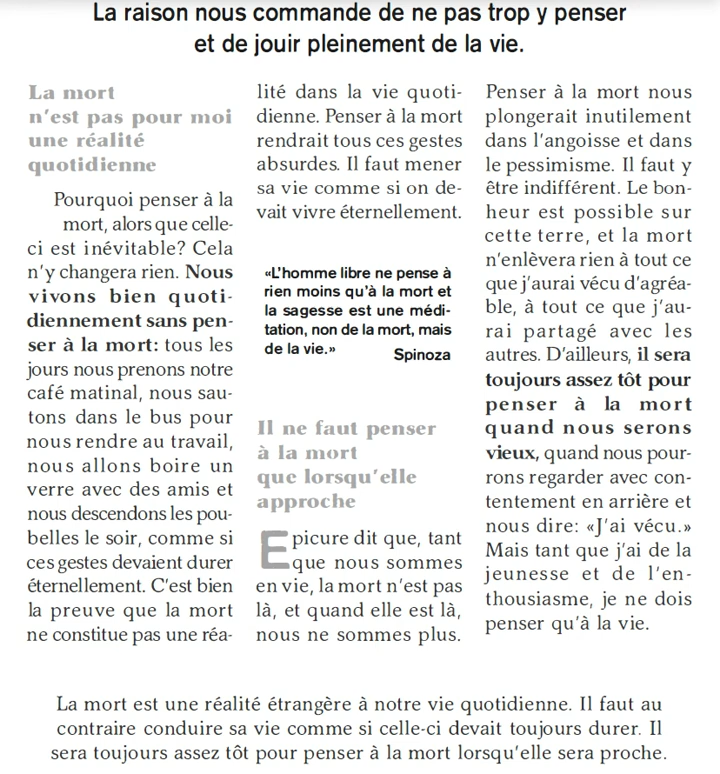 La raison nous commande de ne pas trop y penser
et de jouir pleinement de la vie.
La mort
n'est pas pour moi
une réalité
quotidienne
Pourquoi penser à la
mort, alors que celle-
ci est inévitable? Cela
n'y changera rien. Nous
vivons bien quoti-
diennement sans pen-
ser à la mort: tous les
jours nous prenons notre
café matinal, nous sau-
tons dans le bus pour
nous rendre au travail,
nous allons boire un
verre avec des amis et
nous descendons les pou-
belles le soir, comme si
ces gestes devaient durer
éternellement. C'est bien
la preuve que la mort
ne constitue pas une réa-
lité dans la vie quoti-
dienne. Penser à la mort
rendrait tous ces gestes
absurdes. Il faut mener
sa vie comme si on de-
vait vivre éternellement.
«L'homme libre ne pense à
rien moins qu'à la mort et
la sagesse est une médi-
tation, non de la mort, mais
de la vie.» Spinoza
Il ne faut penser
à la mort
que lorsqu'elle
approche
Epicure dit que, tant
que nous sommes
en vie, la mort n'est pas
là, et quand elle est là,
nous ne sommes plus.
Penser à la mort nous
plongerait inutilement
dans l'angoisse et dans
le pessimisme. Il faut y
être indifférent. Le bon-
heur est possible sur
cette terre, et la mort
n'enlèvera rien à tout ce
que j'aurai vécu d'agréa-
ble, à tout ce que j'au-
rai partagé avec les
autres. D'ailleurs, il sera
toujours assez tôt pour
penser à la mort
quand nous serons
vieux, quand nous pour-
rons regarder avec con-
tentement en arrière et
nous dire: «J'ai vécu.»
Mais tant que j'ai de la
jeunesse et de l'en-
thousiasme, je ne dois
penser qu'à la vie.
La mort est une réalité étrangère à notre vie quotidienne. Il faut au
contraire conduire sa vie comme si celle-ci devait toujours durer. Il
sera toujours assez tôt pour penser à la mort lorsqu'elle sera proche.